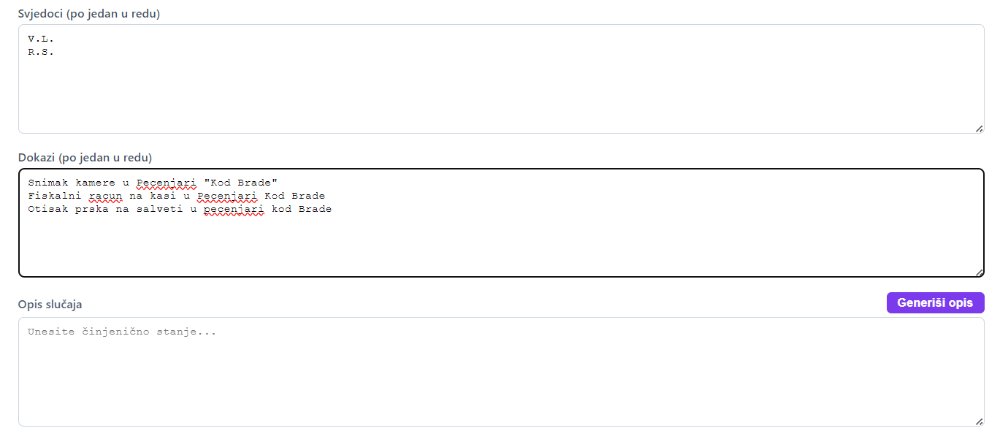 Svjedoci (po jedan u redu)
V.L.
R.S.
Dokazi (po jedan u redu)
Snimak kamere u Pecenjari "Kod Brade"
Fiskalni racun na kasi u Pecenjari Kod Brade
Otisak prska na salveti u pecenjari kod Brade
Opis slučaja
Generiši opis
Unesite činjenično stanje...